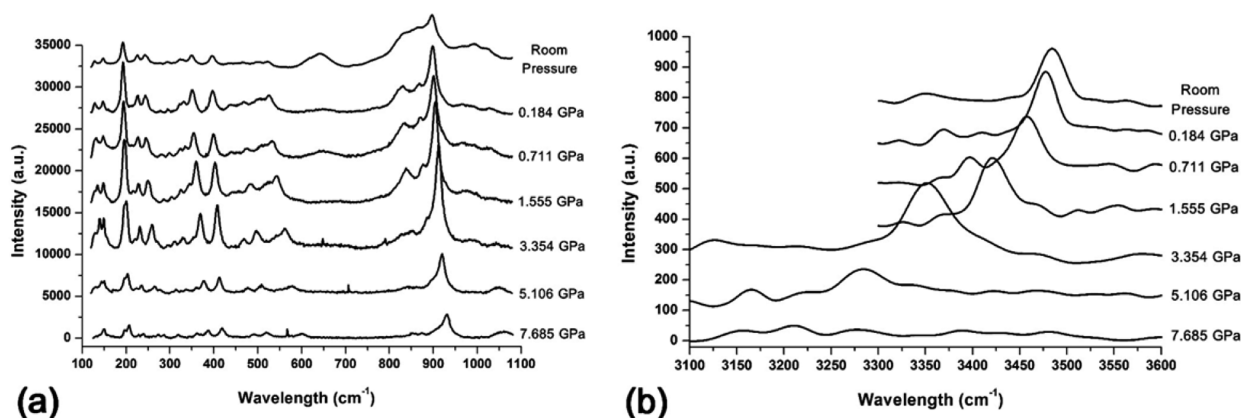 35000
30000
25000
20000
15000
10000
5000
0
Intensity (a.u.)
100 200 300 400 500 600 700 800 900 1000 1100
Wavelength (cm-1)
Room
Pressure
0.184 GPa
0.711 GPa
1.555 GPa
3.354 GPa
5.106 GPa
7.685 GPa
(a)
1000
900
800
700
600
500
400
300
200
100
0
Intensity (a.u.)
3100 3150 3200 3250 3300 3350 3400 3450 3500 3550 3600
Wavelength (cm-1)
Room
Pressure
0.184 GPa
0.711 GPa
1.555 GPa
3.354 GPa
5.106 GPa
7.685 GPa
(b)